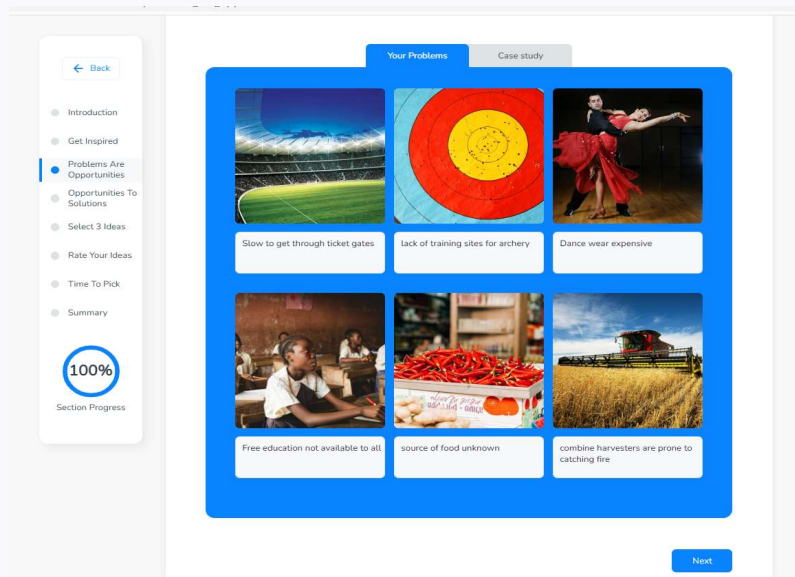 Back
Introduction
Get Inspired
Problems Are
Opportunities
Opportunities To
Solutions
Select 3 Ideas
Rate Your Ideas
Time To Pick
Summary
100%
Section Progress
Your Problems
Case study
Slow to get through ticket gates
lack of training sites for archery
Dance wear expensive
Free education not available to all
source of food unknown
combine harvesters are prone to
catching fire
Next